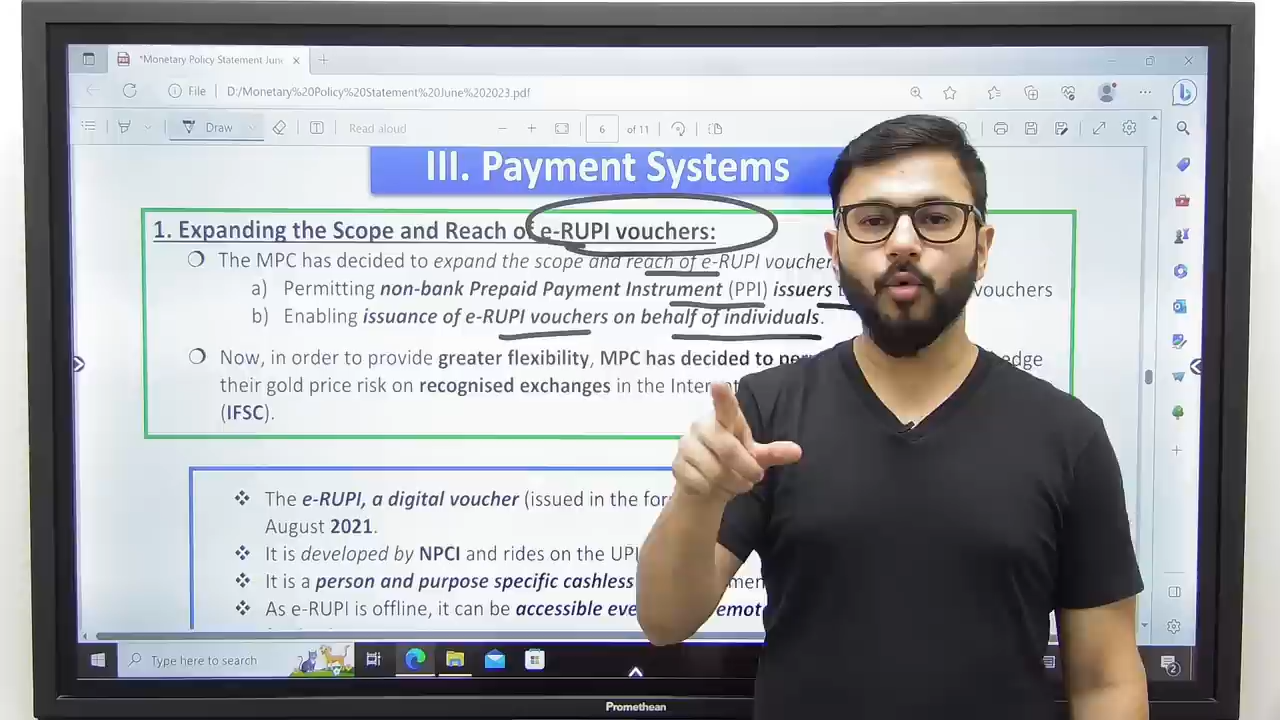 *Monetary Policy Statement June
File
D:/Monetary%20Policy%20Statement%20June%202023.pdf
Draw
Read aloud
6 of 11
III. Payment Systems
1. Expanding the Scope and Reach of e-RUPI vouchers:
The MPC has decided to expand the scope and reach of e-RUPI voucher
a) Permitting non-bank Prepaid Payment Instrument (PPI) issuers vouchers
b) Enabling issuance of e-RUPI vouchers on behalf of individuals.
Now, in order to provide greater flexibility, MPC has decided to per edge
their gold price risk on recognised exchanges in the Inter
(IFSC).
The e-RUPI, a digital voucher (issued in the for
August 2021.
It is developed by NPCI and rides on the UPI
It is a person and purpose specific cashless
As e-RUPI is offline, it can be accessible eve remot
Type here to search
2
Promethean